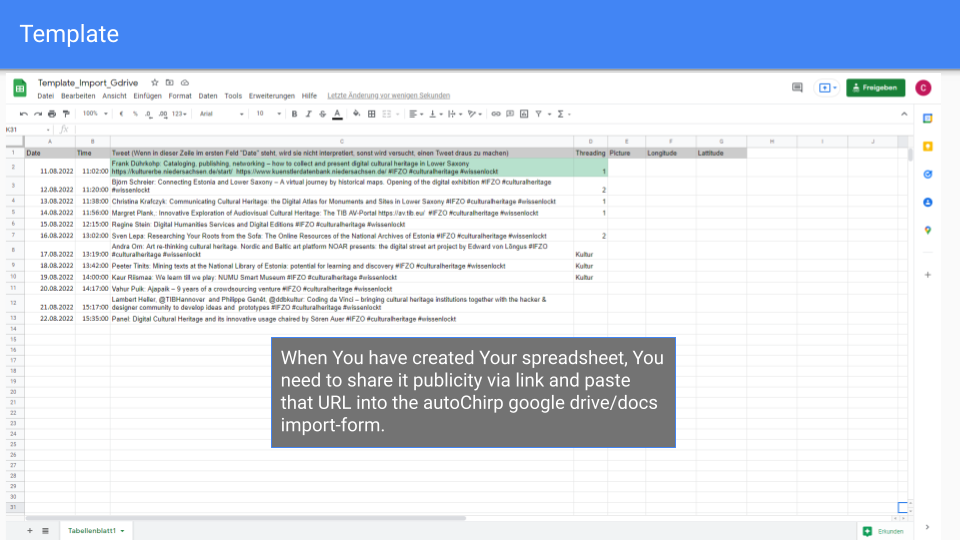 Template
Template_Import_Gdrive
Datei Bearbeiten Ansicht Einfügen Format Daten Tools Erweiterungen Hilfe Letzte Änderung vor wenigen Sekunden
Freigeben
C
100% € % .0 .00 123 Arial 10 B I S A
K31 fx
A B C D E F G H I J
1 Date Time Tweet (Wenn in dieser Zeile im ersten Feld "Date" steht, wird sie nicht interpretiert, sonst wird versucht, einen Tweet draus zu machen) Threading Picture Longitude Lattitude
Frank Dührkohp: Cataloging, publishing, networking – how to collect and present digital cultural heritage in Lower Saxony
2 11.08.2022 11:02:00 https://kulturerbe.niedersachsen.de/start/ https://www.kuenstlerdatenbank.niedersachsen.de/ #IFZO #culturalheritage #wissenlockt 1
Björn Schreier: Connecting Estonia and Lower Saxony – A virtual journey by historical maps. Opening of the digital exhibition #IFZO #culturalheritage
3 12.08.2022 11:20:00 #wissenlockt 2
4 13.08.2022 11:38:00 Christina Krafczyk: Communicating Cultural Heritage: the Digital Atlas for Monuments and Sites in Lower Saxony #IFZO #culturalheritage #wissenlockt 1
5 14.08.2022 11:56:00 Margret Plank,: Innovative Exploration of Audiovisual Cultural Heritage: The TIB AV-Portal https://av.tib.eu/ #IFZO #culturalheritage #wissenlockt 1
6 15.08.2022 12:15:00 Regine Stein: Digital Humanities Services and Digital Editions #IFZO #culturalheritage #wissenlockt
7 16.08.2022 13:02:00 Sven Lepa: Researching Your Roots from the Sofa: The Online Resources of the National Archives of Estonia #IFZO #culturalheritage #wissenlockt 2
Andra Orn: Art re-thinking cultural heritage. Nordic and Baltic art platform NOAR presents: the digital street art project by Edward von Lõngus #IFZO
8 17.08.2022 13:19:00 #culturalheritage #wissenlockt Kultur
9 18.08.2022 13:42:00 Peeter Tinits: Mining texts at the National Library of Estonia: potential for learning and discovery #IFZO #culturalheritage #wissenlockt Kultur
10 19.08.2022 14:00:00 Kaur Riismaa: We learn till we play: NUMU Smart Museum #IFZO #culturalheritage #wissenlockt Kultur
11 20.08.2022 14:17:00 Vahur Puik: Ajapaik – 9 years of a crowdsourcing venture #IFZO #culturalheritage #wissenlockt
Lambert Heller, @TIBHannover and Philippe Genêt, @ddbkultur: Coding da Vinci – bringing cultural heritage institutions together with the hacker &
12 21.08.2022 15:17:00 designer community to develop ideas and prototypes #IFZO #culturalheritage #wissenlockt
13 22.08.2022 15:35:00 Panel: Digital Cultural Heritage and its innovative usage chaired by Sören Auer #IFZO #culturalheritage #wissenlockt
14
15
16
17
18
19
20
21
22
23
24
25
26
27
28
29
30
31
When You have created Your spreadsheet, You
need to share it publicity via link and paste
that URL into the autoChirp google drive/docs
import-form.
Tabellenblatt1
Erkunden